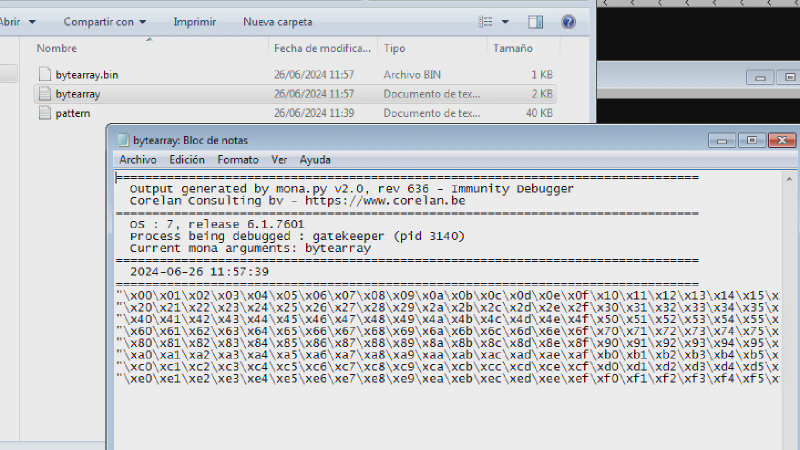 Abrir Compartir con Imprimir Nueva carpeta
Nombre Fecha de modifica... Tipo Tamaño
bytearray.bin 26/06/2024 11:57 Archivo BIN 1 KB
bytearray 26/06/2024 11:57 Documento de tex... 2 KB
pattern 26/06/2024 11:39 Documento de tex... 40 KB
bytearray: Bloc de notas
Archivo Edición Formato Ver Ayuda
================================================================================
Output generated by mona.py v2.0, rev 636 - Immunity Debugger
Corelan Consulting bv - https://www.corelan.be
================================================================================
OS : 7, release 6.1.7601
Process being debugged : gatekeeper (pid 3140)
Current mona arguments: bytearray
================================================================================
2024-06-26 11:57:39
================================================================================
"\x00\x01\x02\x03\x04\x05\x06\x07\x08\x09\x0a\x0b\x0c\x0d\x0e\x0f\x10\x11\x12\x13\x14\x15\x
"\x20\x21\x22\x23\x24\x25\x26\x27\x28\x29\x2a\x2b\x2c\x2d\x2e\x2f\x30\x31\x32\x33\x34\x35\x
"\x40\x41\x42\x43\x44\x45\x46\x47\x48\x49\x4a\x4b\x4c\x4d\x4e\x4f\x50\x51\x52\x53\x54\x55\x
"\x60\x61\x62\x63\x64\x65\x66\x67\x68\x69\x6a\x6b\x6c\x6d\x6e\x6f\x70\x71\x72\x73\x74\x75\x
"\x80\x81\x82\x83\x84\x85\x86\x87\x88\x89\x8a\x8b\x8c\x8d\x8e\x8f\x90\x91\x92\x93\x94\x95\x
"\xa0\xa1\xa2\xa3\xa4\xa5\xa6\xa7\xa8\xa9\xaa\xab\xac\xad\xae\xaf\xb0\xb1\xb2\xb3\xb4\xb5\x
"\xc0\xc1\xc2\xc3\xc4\xc5\xc6\xc7\xc8\xc9\xca\xcb\xcc\xcd\xce\xcf\xd0\xd1\xd2\xd3\xd4\xd5\x
"\xe0\xe1\xe2\xe3\xe4\xe5\xe6\xe7\xe8\xe9\xea\xeb\xec\xed\xee\xef\xf0\xf1\xf2\xf3\xf4\xf5\x